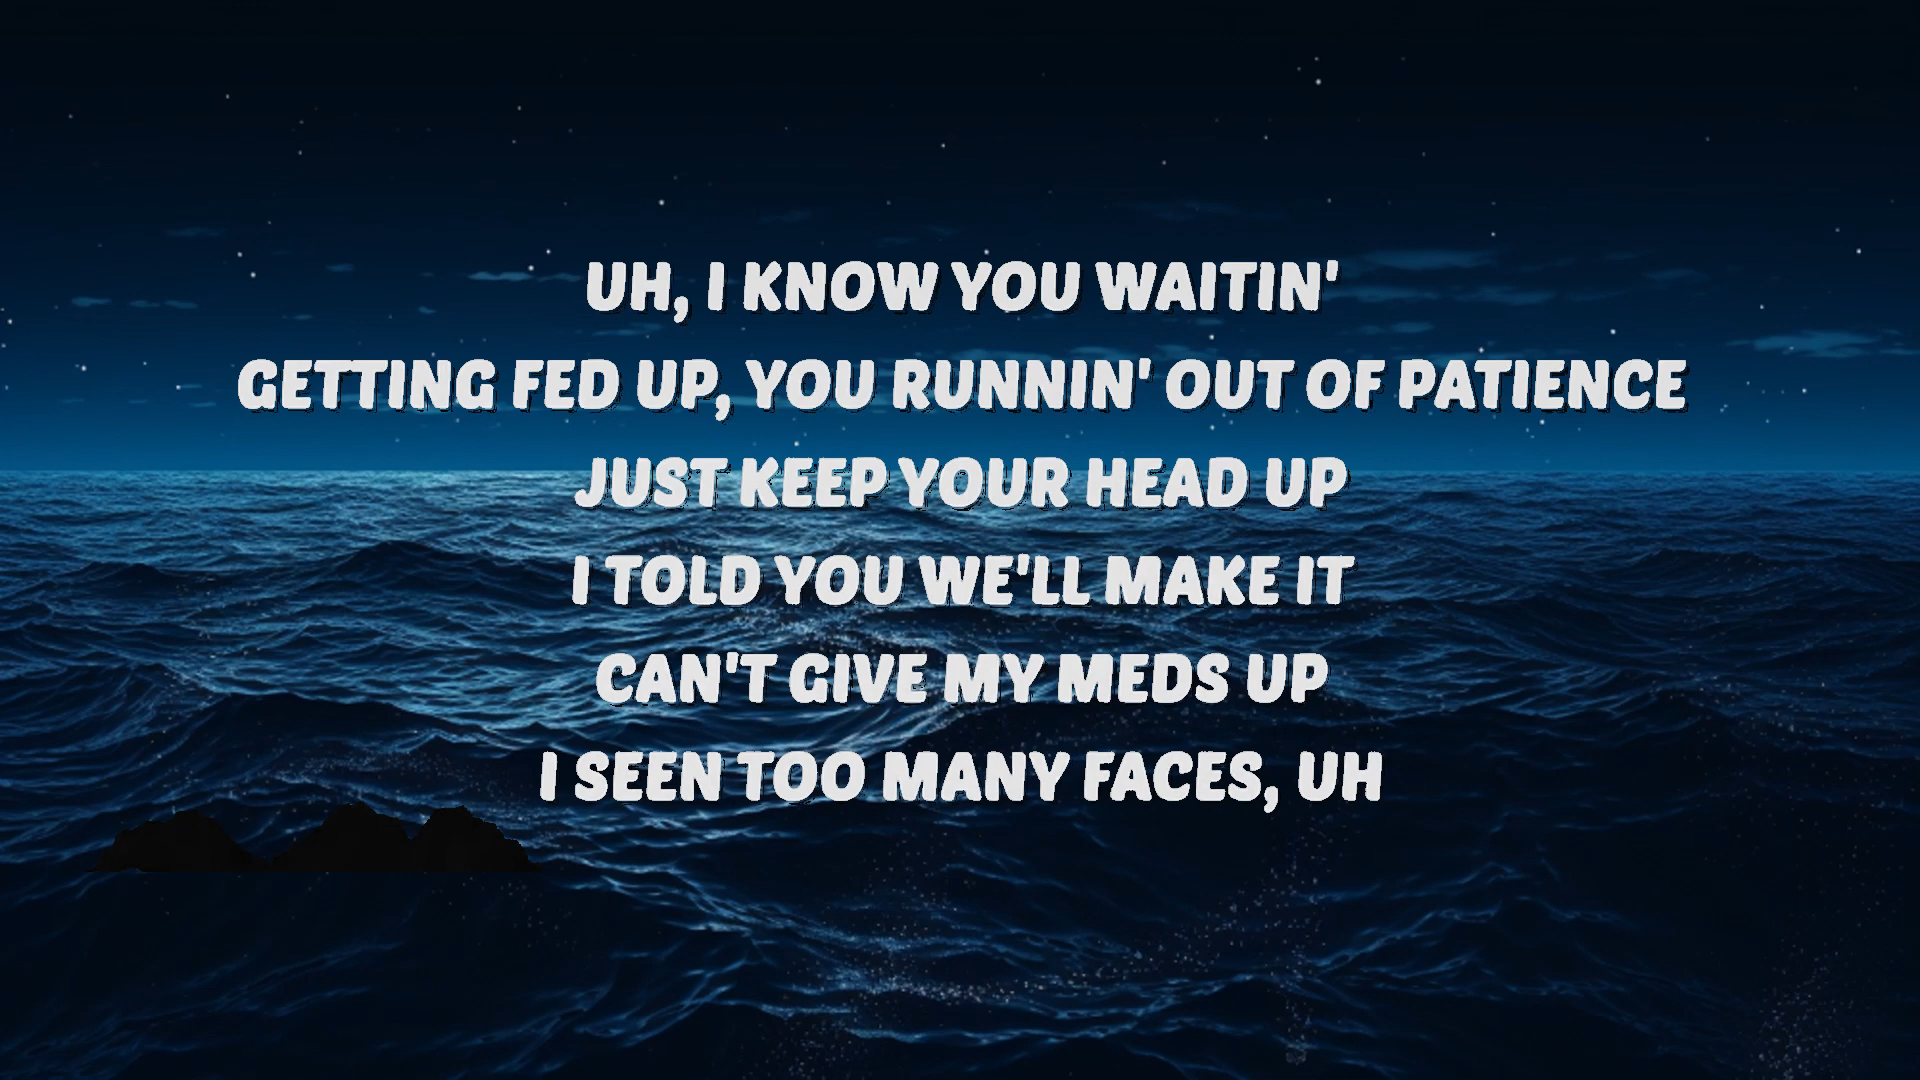 UH, I KNOW YOU WAITIN'
GETTING FED UP, YOU RUNNIN' OUT OF PATIENCE
JUST KEEP YOUR HEAD UP
I TOLD YOU WE'LL MAKE IT
CAN'T GIVE MY MEDS UP
I SEEN TOO MANY FACES, UH